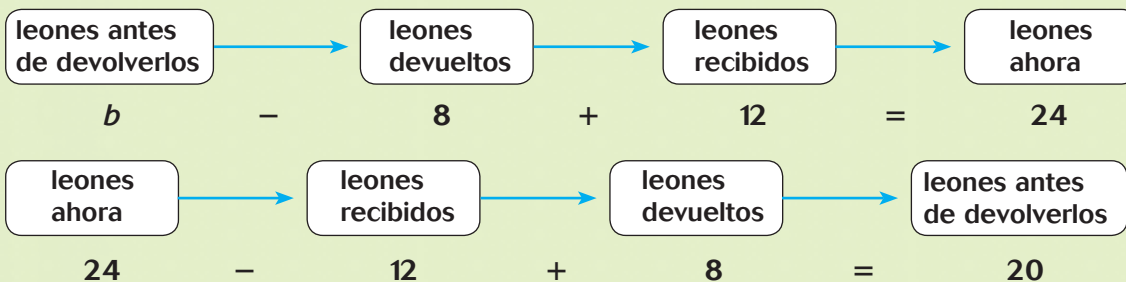 leones antes
de devolverlos
leones
devueltos
leones
recibidos
leones
ahora
b – 8 + 12 = 24
leones
ahora
leones
recibidos
leones
devueltos
leones antes
de devolverlos
24 – 12 + 8 = 20